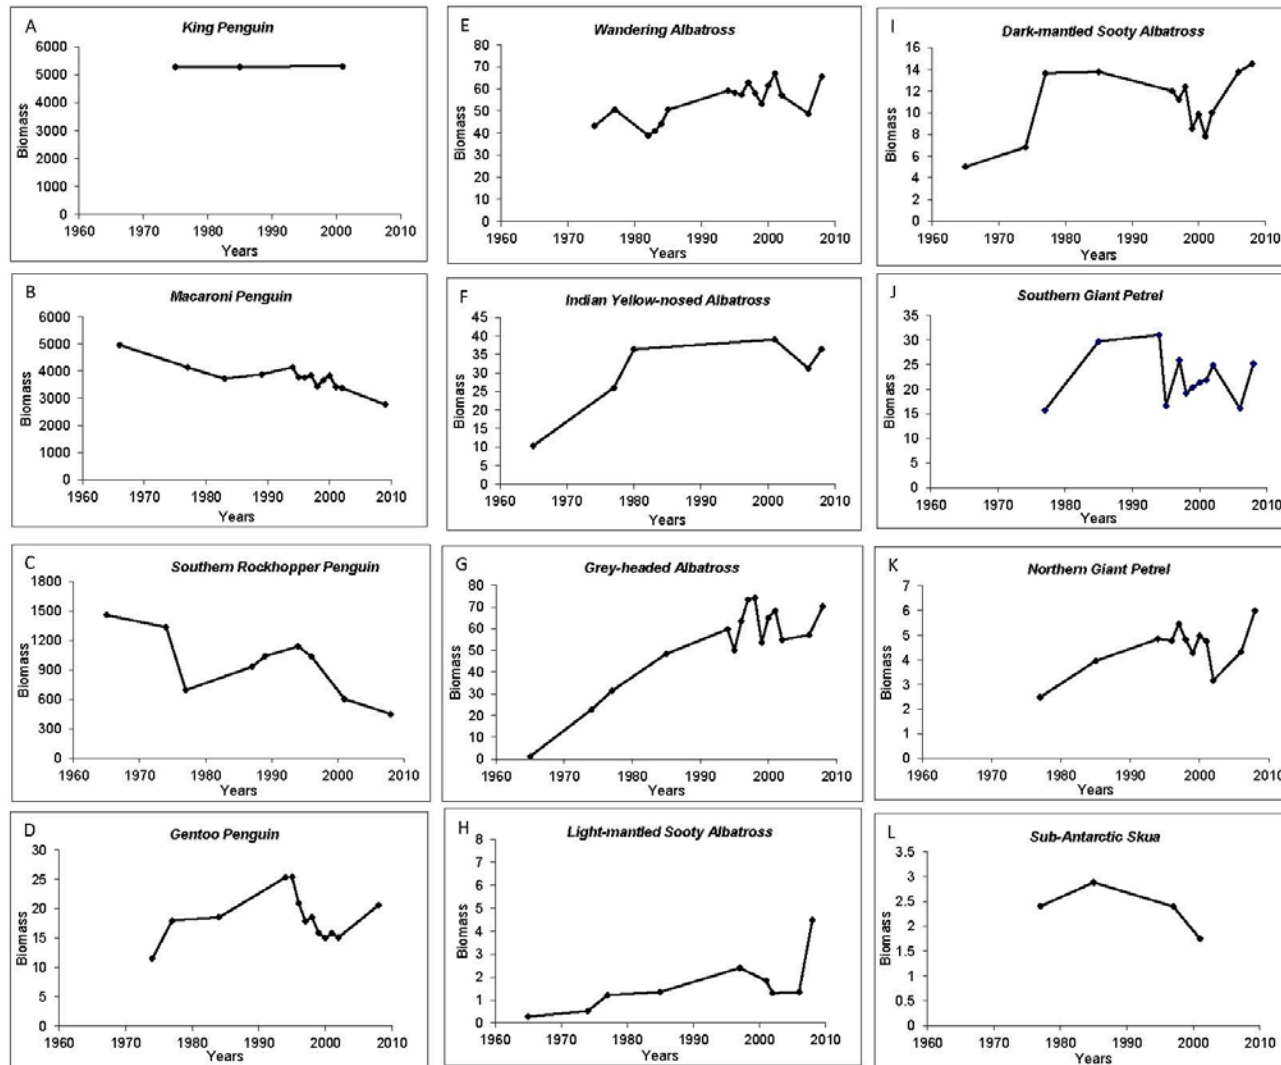 A
King Penguin
6000
5000
4000
3000
2000
1000
0
Biomass
1960 1970 1980 1990 2000 2010
Years
B
Macaroni Penguin
6000
5000
4000
3000
2000
1000
0
Biomass
1960 1970 1980 1990 2000 2010
Years
C
Southern Rockhopper Penguin
1800
1500
1200
900
600
300
0
Biomass
1960 1970 1980 1990 2000 2010
Years
D
Gentoo Penguin
30
25
20
15
10
5
0
Biomass
1960 1970 1980 1990 2000 2010
Years
E
Wandering Albatross
80
70
60
50
40
30
20
10
0
Biomass
1960 1970 1980 1990 2000 2010
Years
F
Indian Yellow-nosed Albatross
45
40
35
30
25
20
15
10
5
0
Biomass
1960 1970 1980 1990 2000 2010
Years
G
Grey-headed Albatross
80
70
60
50
40
30
20
10
0
Biomass
1960 1970 1980 1990 2000 2010
Years
H
Light-mantled Sooty Albatross
8
7
6
5
4
3
2
1
0
Biomass
1960 1970 1980 1990 2000 2010
Years
I
Dark-mantled Sooty Albatross
16
14
12
10
8
6
4
2
0
Biomass
1960 1970 1980 1990 2000 2010
Years
J
Southern Giant Petrel
35
30
25
20
15
10
5
0
Biomass
1960 1970 1980 1990 2000 2010
Years
K
Northern Giant Petrel
7
6
5
4
3
2
1
0
Biomass
1960 1970 1980 1990 2000 2010
Years
L
Sub-Antarctic Skua
3.5
3
2.5
2
1.5
1
0.5
0
Biomass
1960 1970 1980 1990 2000 2010
Years